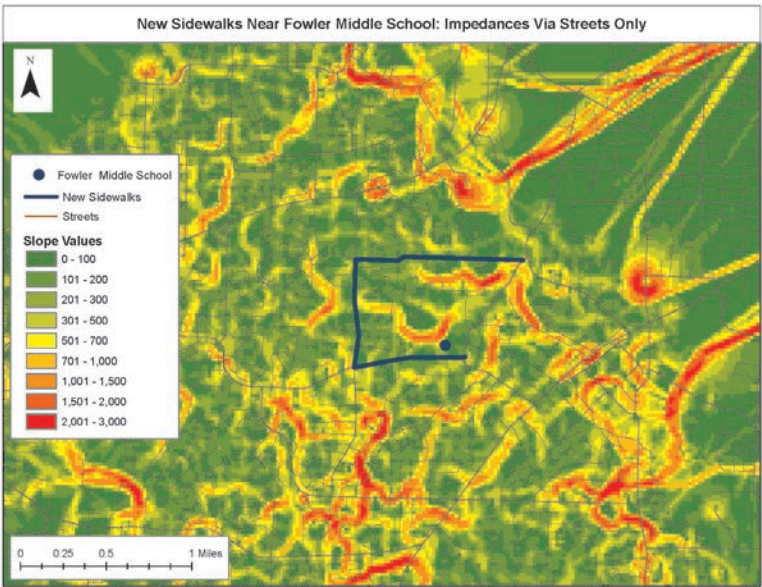 New Sidewalks Near Fowler Middle School: Impedances Via Streets Only
N
Fowler Middle School
New Sidewalks
Streets
Slope Values
0 - 100
101 - 200
201 - 300
301 - 500
501 - 700
701 - 1,000
1,001 - 1,500
1,501 - 2,000
2,001 - 3,000
0 0.25 0.5 1 Miles